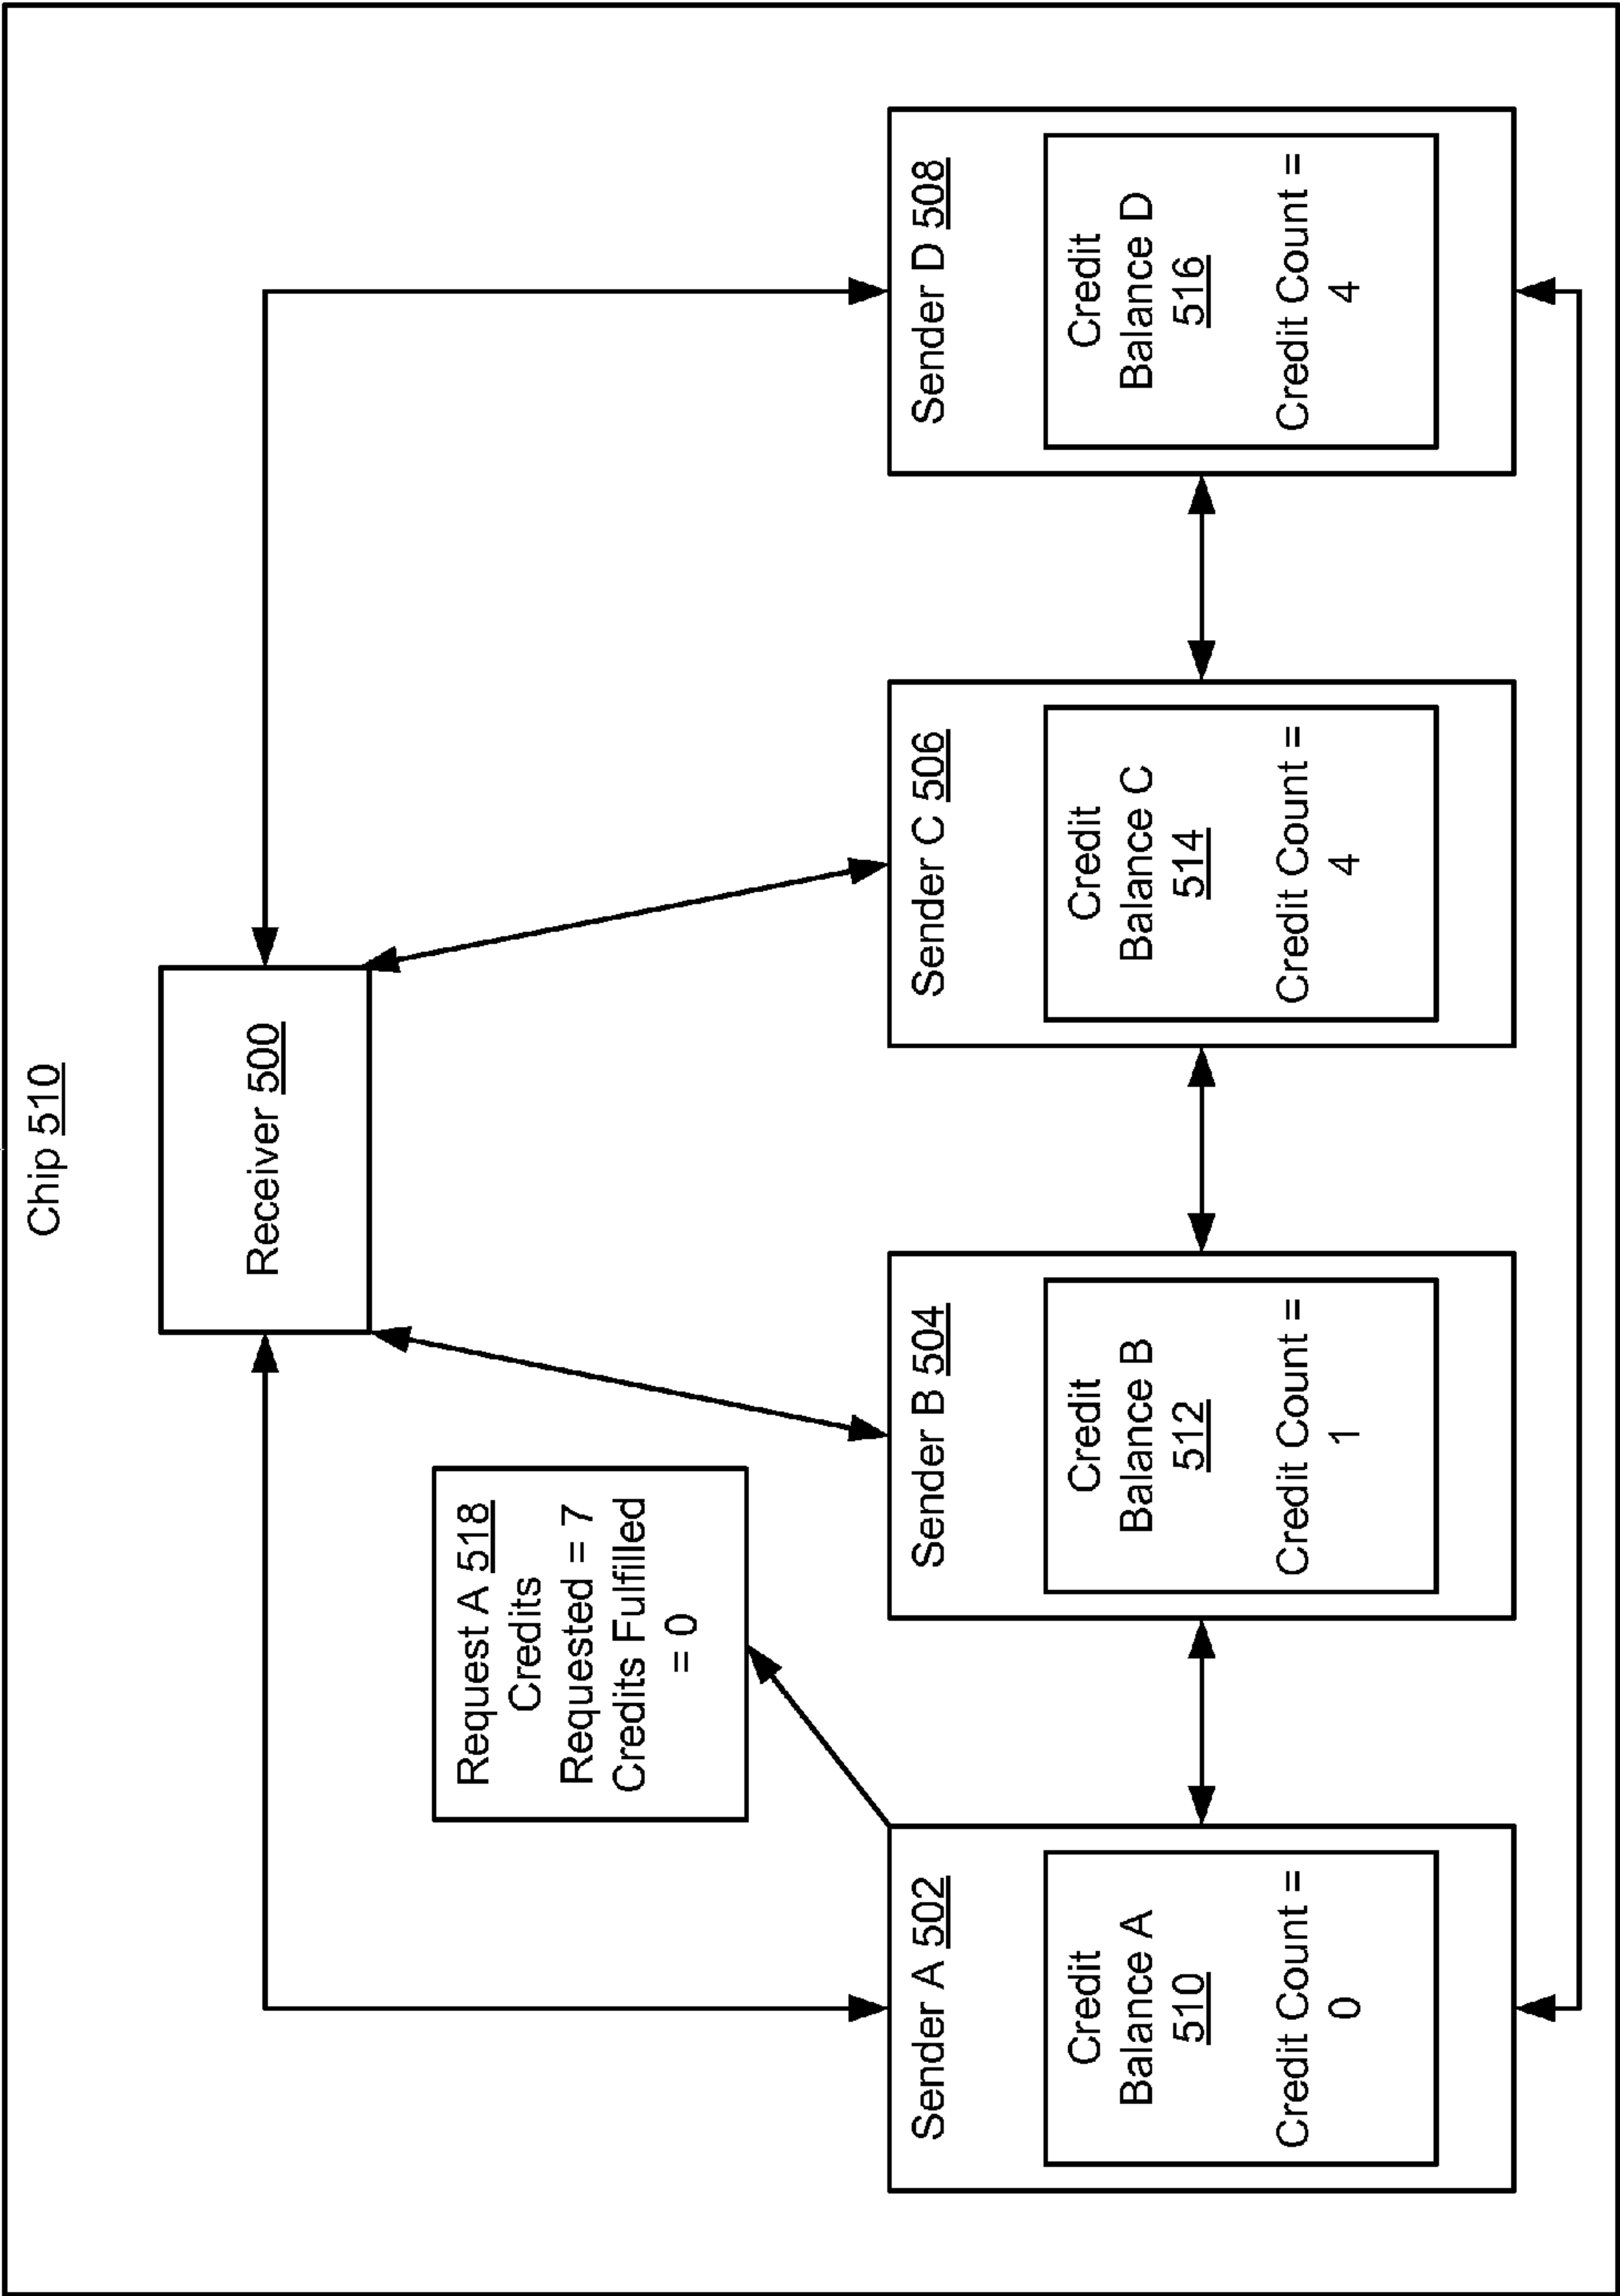 Chip 510
Receiver 500
Request A 518
Credits
Requested = 7
Credits Fulfilled
= 0
Sender A 502
Credit
Balance A
510
Credit Count =
0
Sender B 504
Credit
Balance B
512
Credit Count =
1
Sender C 506
Credit
Balance C
514
Credit Count =
4
Sender D 508
Credit
Balance D
516
Credit Count =
4